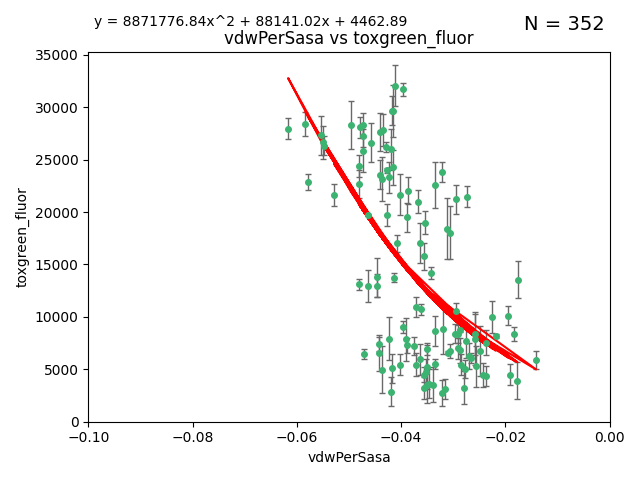 y = 8871776.84x^2 + 88141.02x + 4462.89
N = 352
vdwPerSasa vs toxgreen_fluor
35000
30000
25000
20000
15000
10000
5000
0
toxgreen_fluor
−0.10 −0.08 −0.06 −0.04 −0.02 0.00
vdwPerSasa